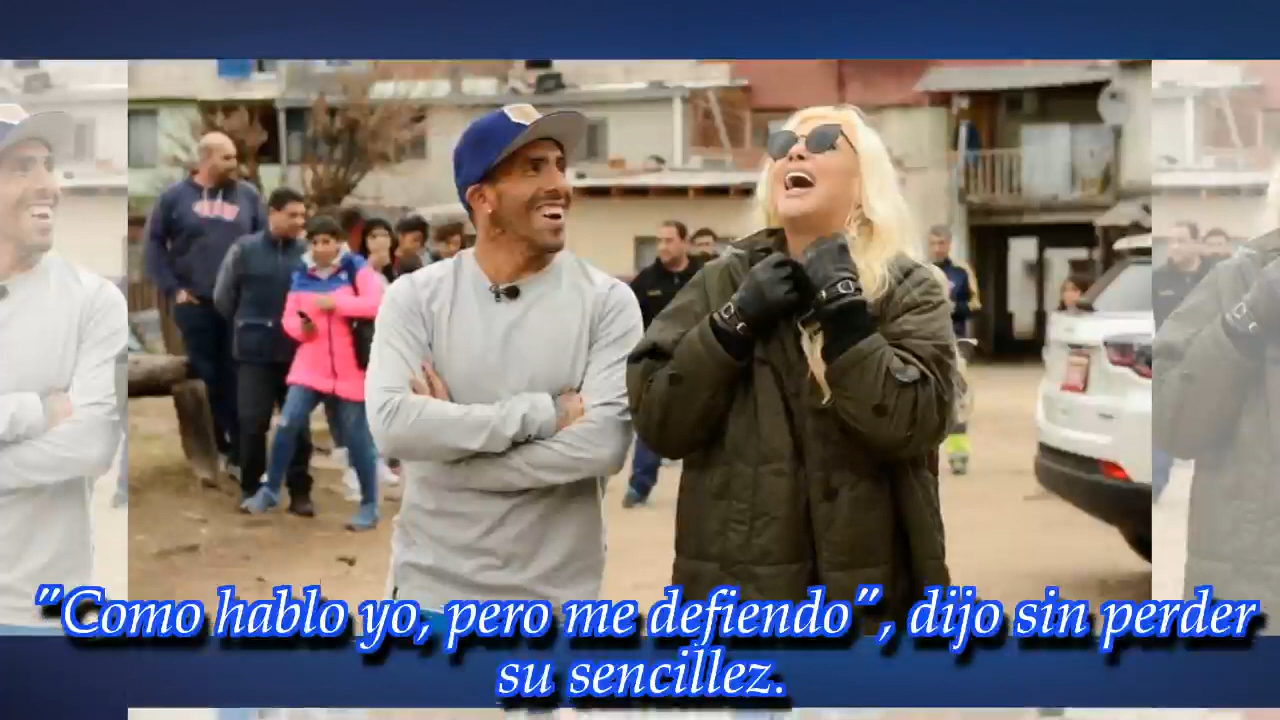 "Como hablo yo, pero me defiendo", dijo sin perder
su sencillez.